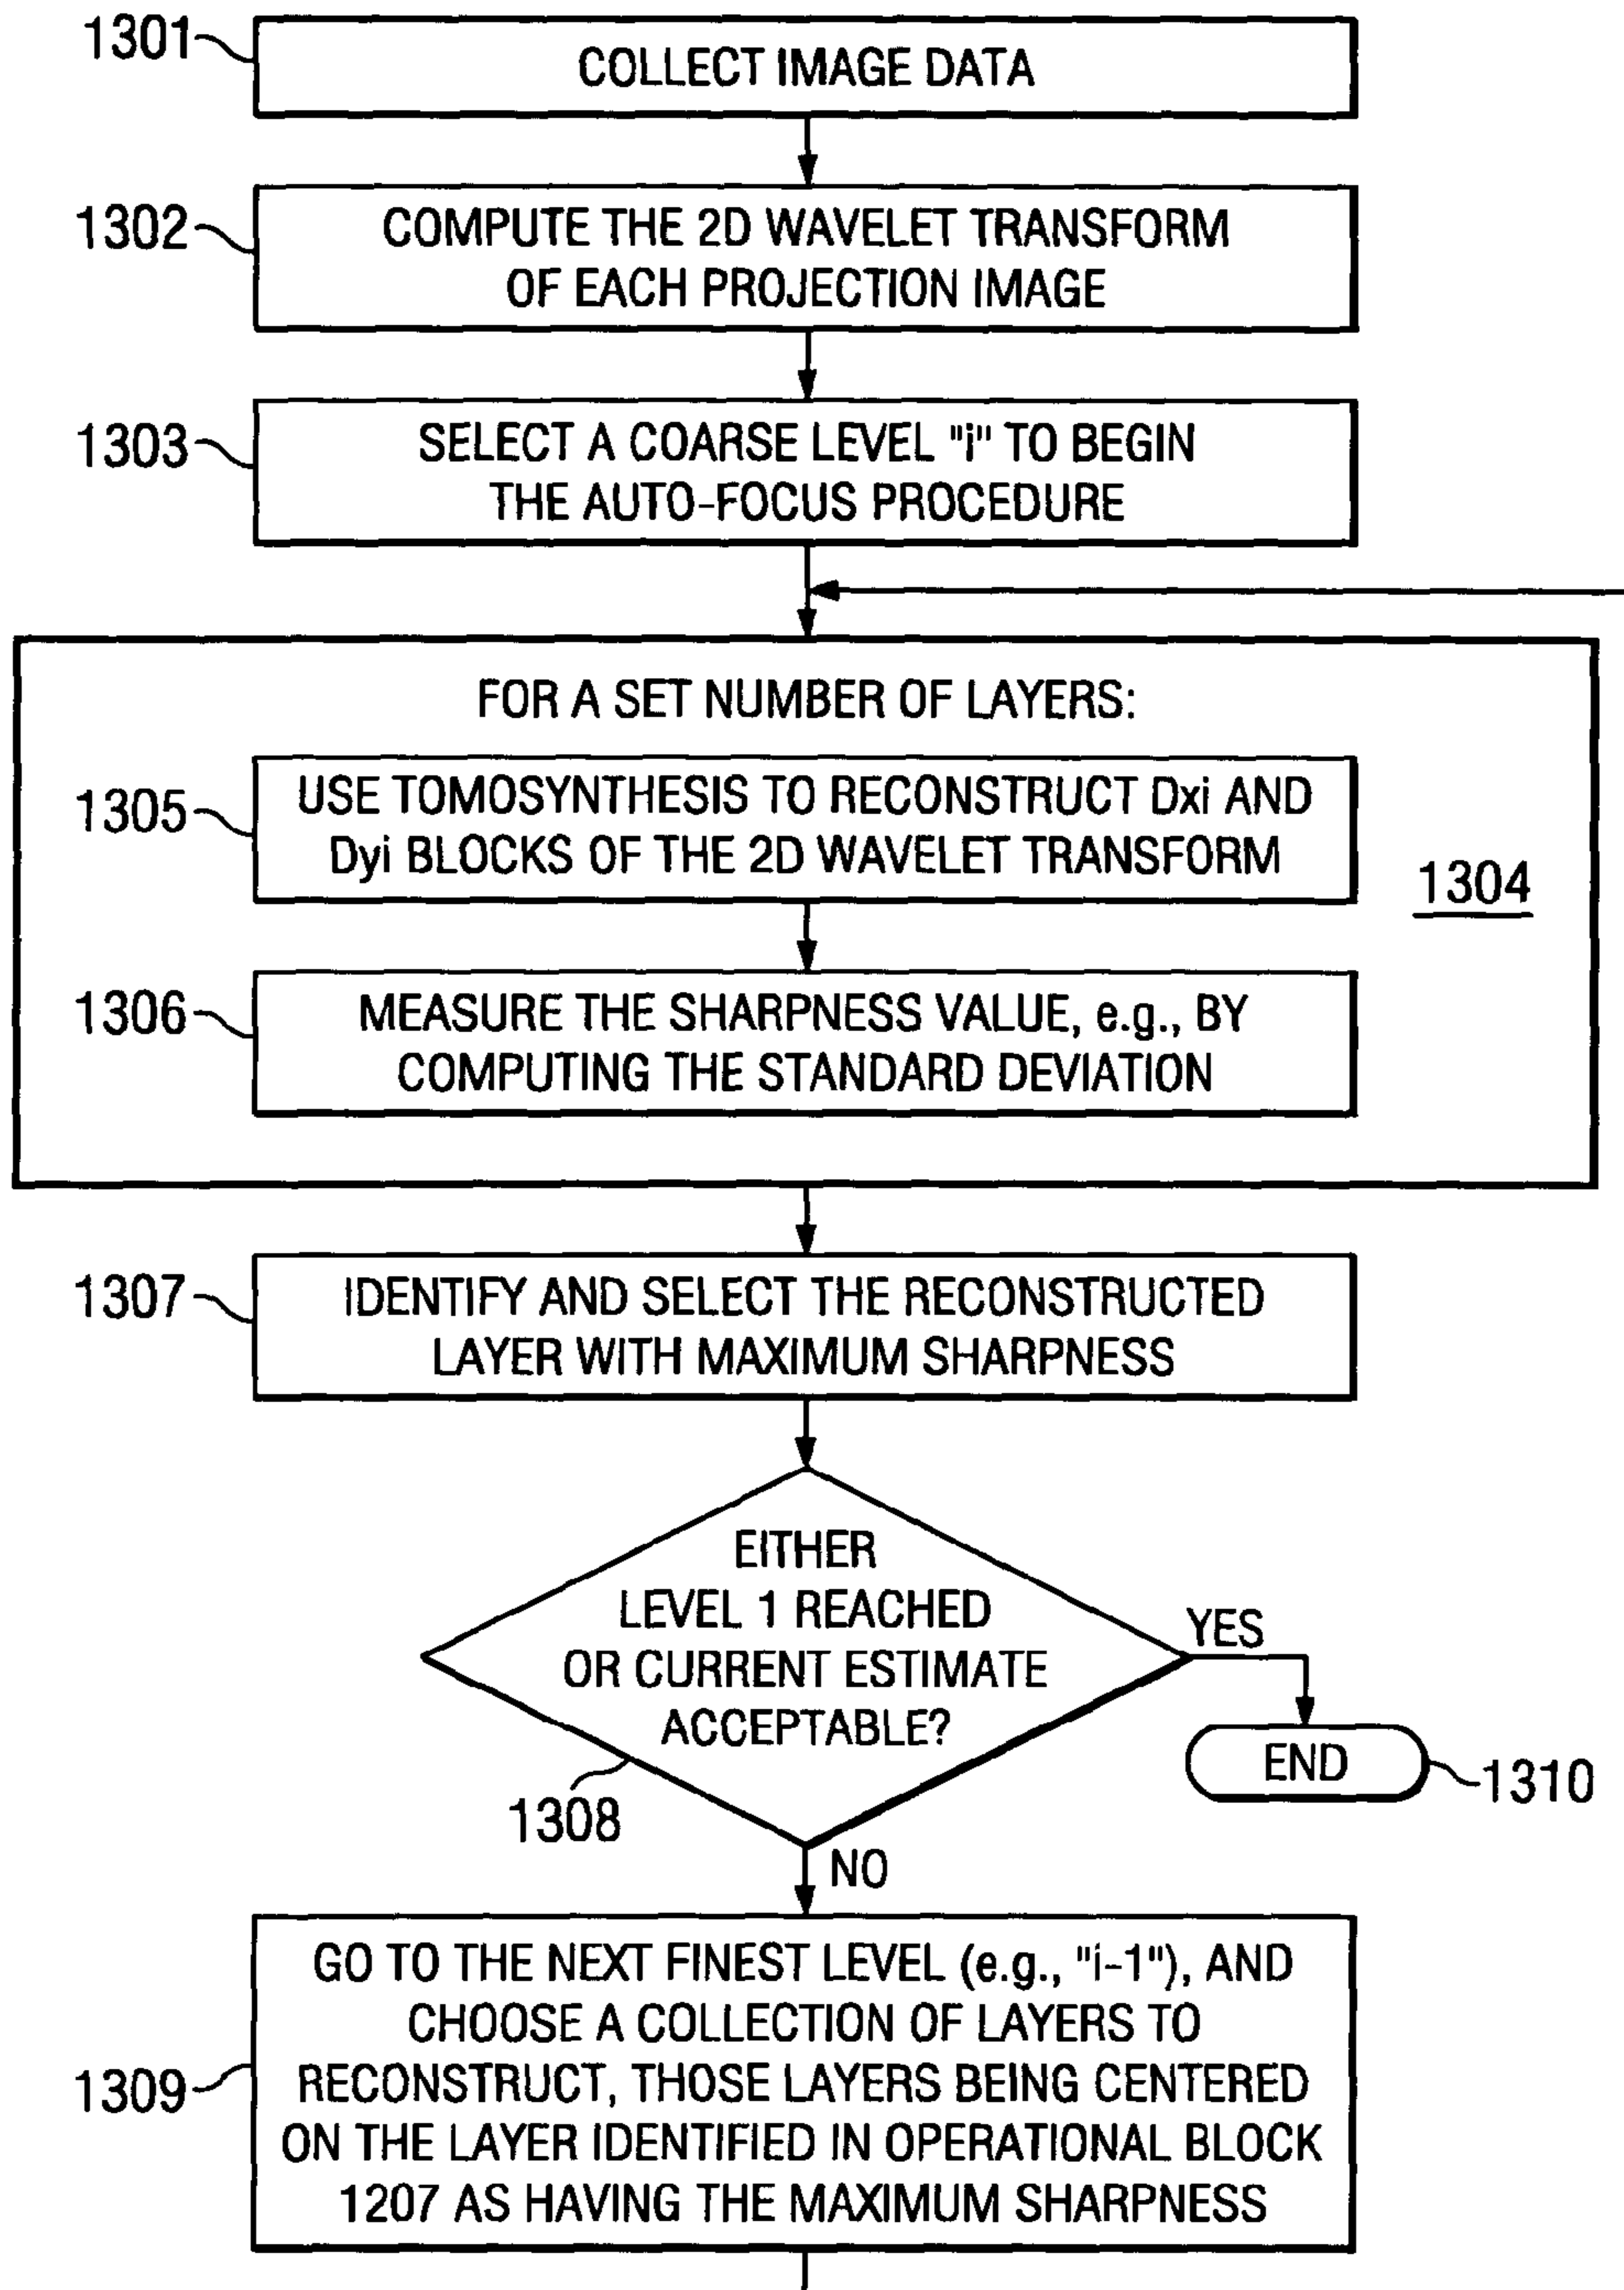 1301
COLLECT IMAGE DATA
1302
COMPUTE THE 2D WAVELET TRANSFORM
OF EACH PROJECTION IMAGE
1303
SELECT A COARSE LEVEL "i" TO BEGIN
THE AUTO-FOCUS PROCEDURE
FOR A SET NUMBER OF LAYERS:
1304
1305
USE TOMOSYNTHESIS TO RECONSTRUCT Dxi AND
Dyi BLOCKS OF THE 2D WAVELET TRANSFORM
1306
MEASURE THE SHARPNESS VALUE, e.g., BY
COMPUTING THE STANDARD DEVIATION
1307
IDENTIFY AND SELECT THE RECONSTRUCTED
LAYER WITH MAXIMUM SHARPNESS
EITHER
LEVEL 1 REACHED
OR CURRENT ESTIMATE
ACCEPTABLE?
1308
YES
END
1310
NO
1309
GO TO THE NEXT FINEST LEVEL (e.g., "i-1"), AND
CHOOSE A COLLECTION OF LAYERS TO
RECONSTRUCT, THOSE LAYERS BEING CENTERED
ON THE LAYER IDENTIFIED IN OPERATIONAL BLOCK
1207 AS HAVING THE MAXIMUM SHARPNESS